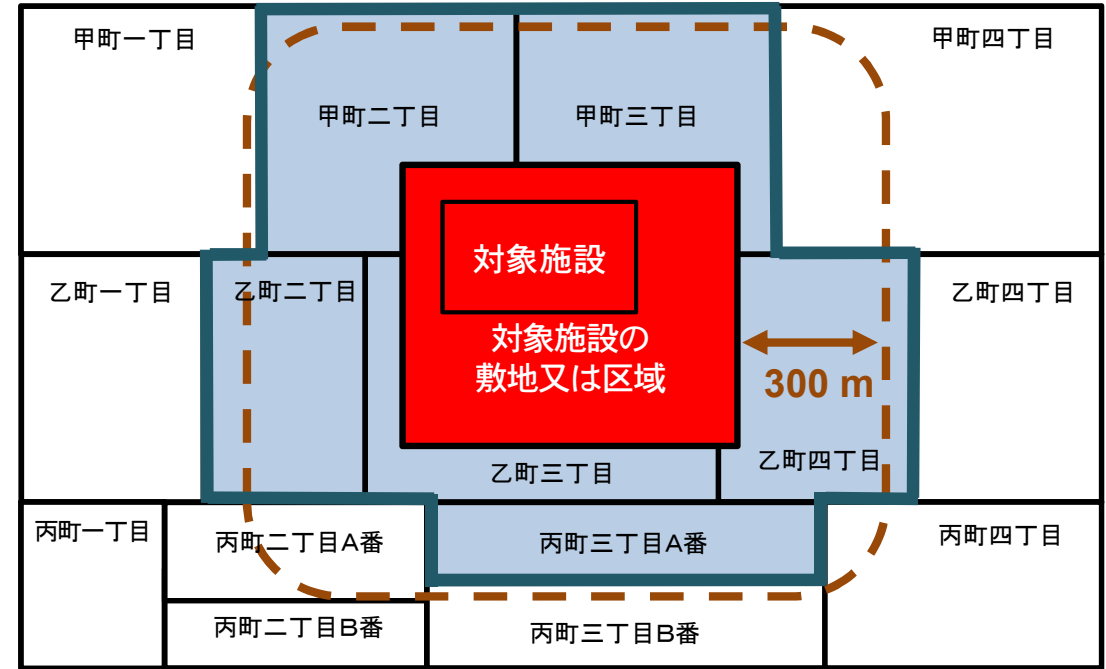 甲町一丁目
甲町四丁目
甲町二丁目
甲町三丁目
対象施設
乙町一丁目
乙町二丁目
乙町四丁目
対象施設の
敷地又は区域
300 m
乙町三丁目
乙町四丁目
丙町一丁目
丙町二丁目A番
丙町三丁目A番
丙町四丁目
丙町二丁目B番
丙町三丁目B番